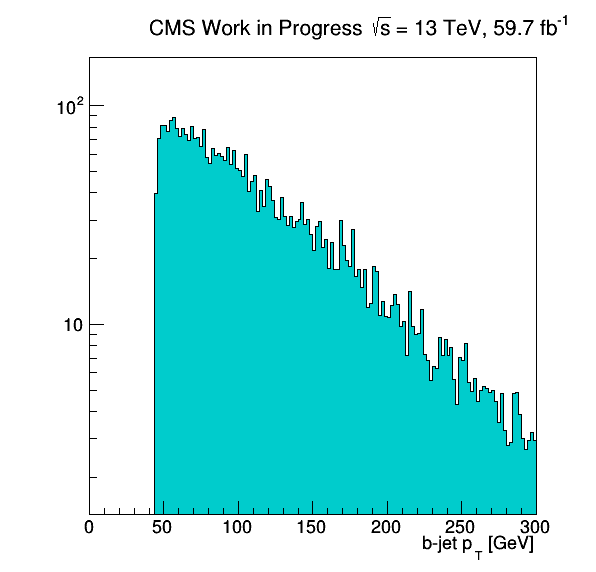 CMS Work in Progress √s = 13 TeV, 59.7 fb⁻¹
10²
10
0 50 100 150 200 250 300
b-jet p_T [GeV]